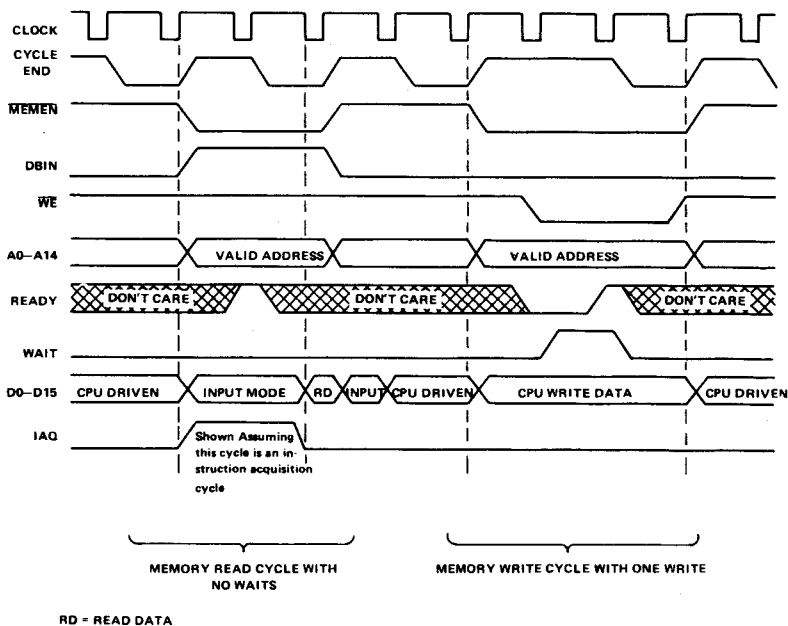 CLOCK
CYCLE
END
MEMEN
DBIN
WE
A0–A14
VALID ADDRESS
VALID ADDRESS
READY
DON'T CARE
DON'T CARE
DON'T CARE
WAIT
D0–D15
CPU DRIVEN
INPUT MODE
RD
INPUT
CPU DRIVEN
CPU WRITE DATA
CPU DRIVEN
IAQ
Shown Assuming
this cycle is an in-
struction acquisition
cycle
MEMORY READ CYCLE WITH
NO WAITS
MEMORY WRITE CYCLE WITH ONE WRITE
RD = READ DATA